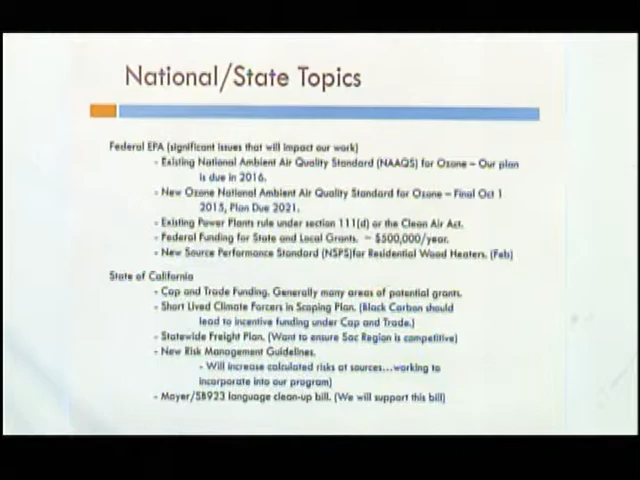 National/State Topics
Federal EPA (significant issues that will impact our work)
- Existing National Ambient Air Quality Standard (NAAQS) for Ozone – Our plan
is due in 2016.
- New Ozone National Ambient Air Quality Standard for Ozone – Final Oct 1
2015, Plan Due 2021.
- Existing Power Plants rule under section 111(d) or the Clean Air Act.
- Federal Funding for State and Local Grants. ~ $500,000/year.
- New Source Performance Standard (NSPS)for Residential Wood Heaters. (Feb)
State of California
- Cap and Trade Funding. Generally many areas of potential grants.
- Short Lived Climate Forcers in Scoping Plan. (Black Carbon should
lead to incentive funding under Cap and Trade.)
- Statewide Freight Plan. (Want to ensure Sac Region is competitive)
- New Risk Management Guidelines.
- Will increase calculated risks at sources...working to
incorporate into our program)
- Moyer/SB923 language clean-up bill. (We will support this bill)